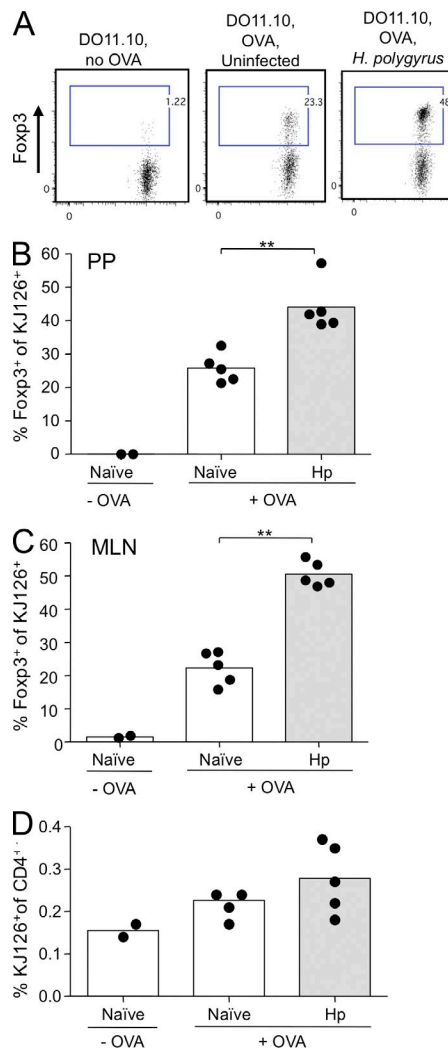 A
DO11.10,
no OVA
DO11.10,
OVA,
Uninfected
DO11.10,
OVA,
H. polygyrus
Foxp3
1.22
23.3
48
0
0
0
0
0
0
B
PP
**
% Foxp3⁺ of KJ126⁺
60
50
40
30
20
10
0
Naïve
Naïve
Hp
- OVA
+ OVA
C
MLN
**
% Foxp3⁺ of KJ126⁺
60
50
40
30
20
10
0
Naïve
Naïve
Hp
- OVA
+ OVA
D
% KJ126⁺of CD4⁺
0.4
0.3
0.2
0.1
0.0
Naïve
Naïve
Hp
- OVA
+ OVA